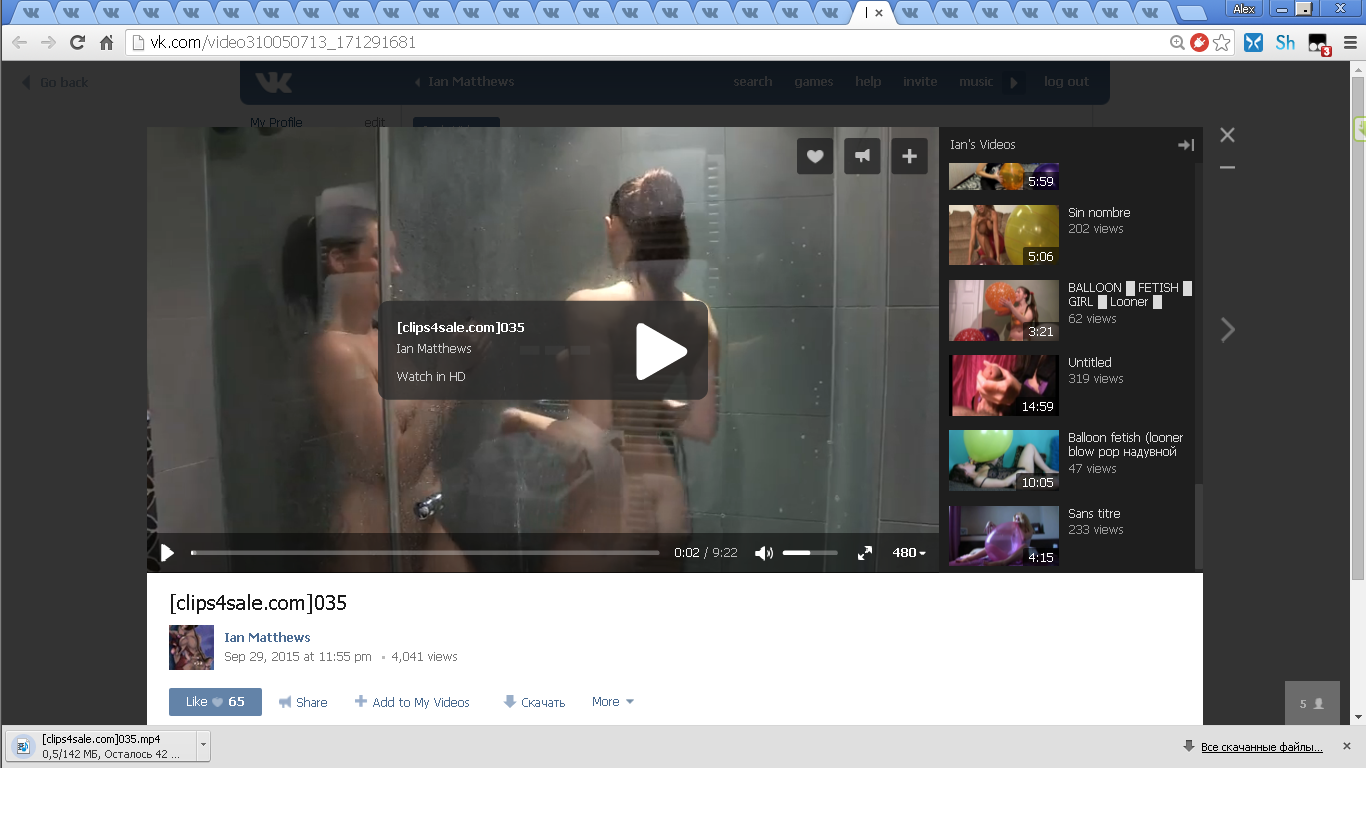 Alex
vk.com/video310050713_171291681
Sh
3
Go back
Ian Matthews
search
games
help
invite
music
log out
My Profile
edit
Ian's Videos
5:59
Sin nombre
202 views
5:06
BALLOON FETISH
GIRL Looner
62 views
3:21
Untitled
319 views
14:59
Balloon fetish (looner
blow pop надувной
47 views
10:05
Sans titre
233 views
4:15
[clips4sale.com]035
Ian Matthews
Watch in HD
0:02 / 9:22
480
[clips4sale.com]035
Ian Matthews
Sep 29, 2015 at 11:55 pm • 4,041 views
Like 65
Share
Add to My Videos
Скачать
More
5
[clips4sale.com]035.mp4
0,5/142 МБ, Осталось 42 ...
Все скачанные файлы...